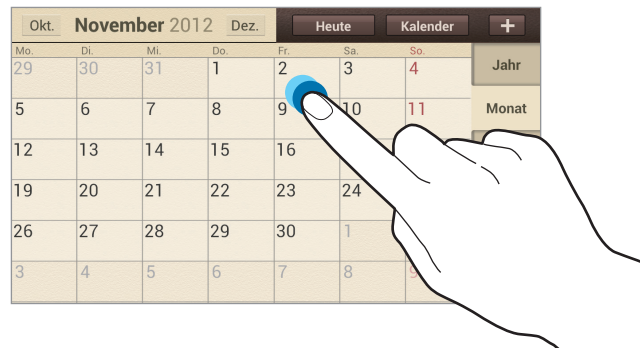 Okt. November 2012 Dez. Heute Kalender +
Mo. Di. Mi. Do. Fr. Sa. So.
29 30 31 1 2 3 4 Jahr
5 6 7 8 9 10 11 Monat
12 13 14 15 16
19 20 21 22 23 24
26 27 28 29 30 1
3 4 5 6 7 8 9